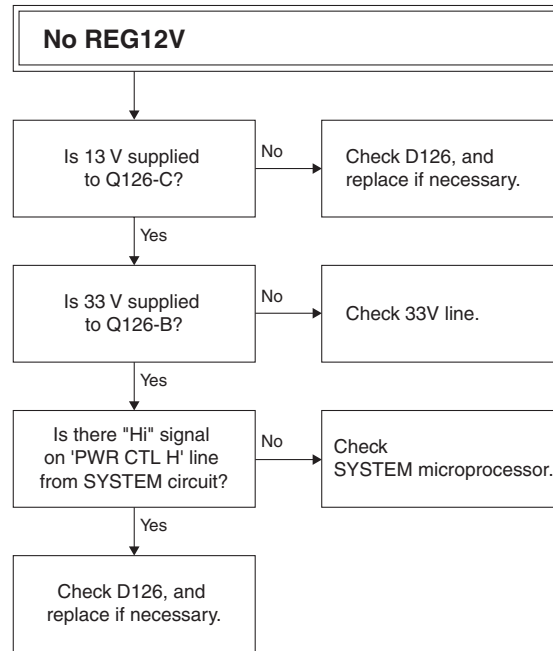 No REG12V
Is 13 V supplied
to Q126-C?
No
Check D126, and
replace if necessary.
Yes
Is 33 V supplied
to Q126-B?
No
Check 33V line.
Yes
Is there "Hi" signal
on 'PWR CTL H' line
from SYSTEM circuit?
No
Check
SYSTEM microprocessor.
Yes
Check D126, and
replace if necessary.